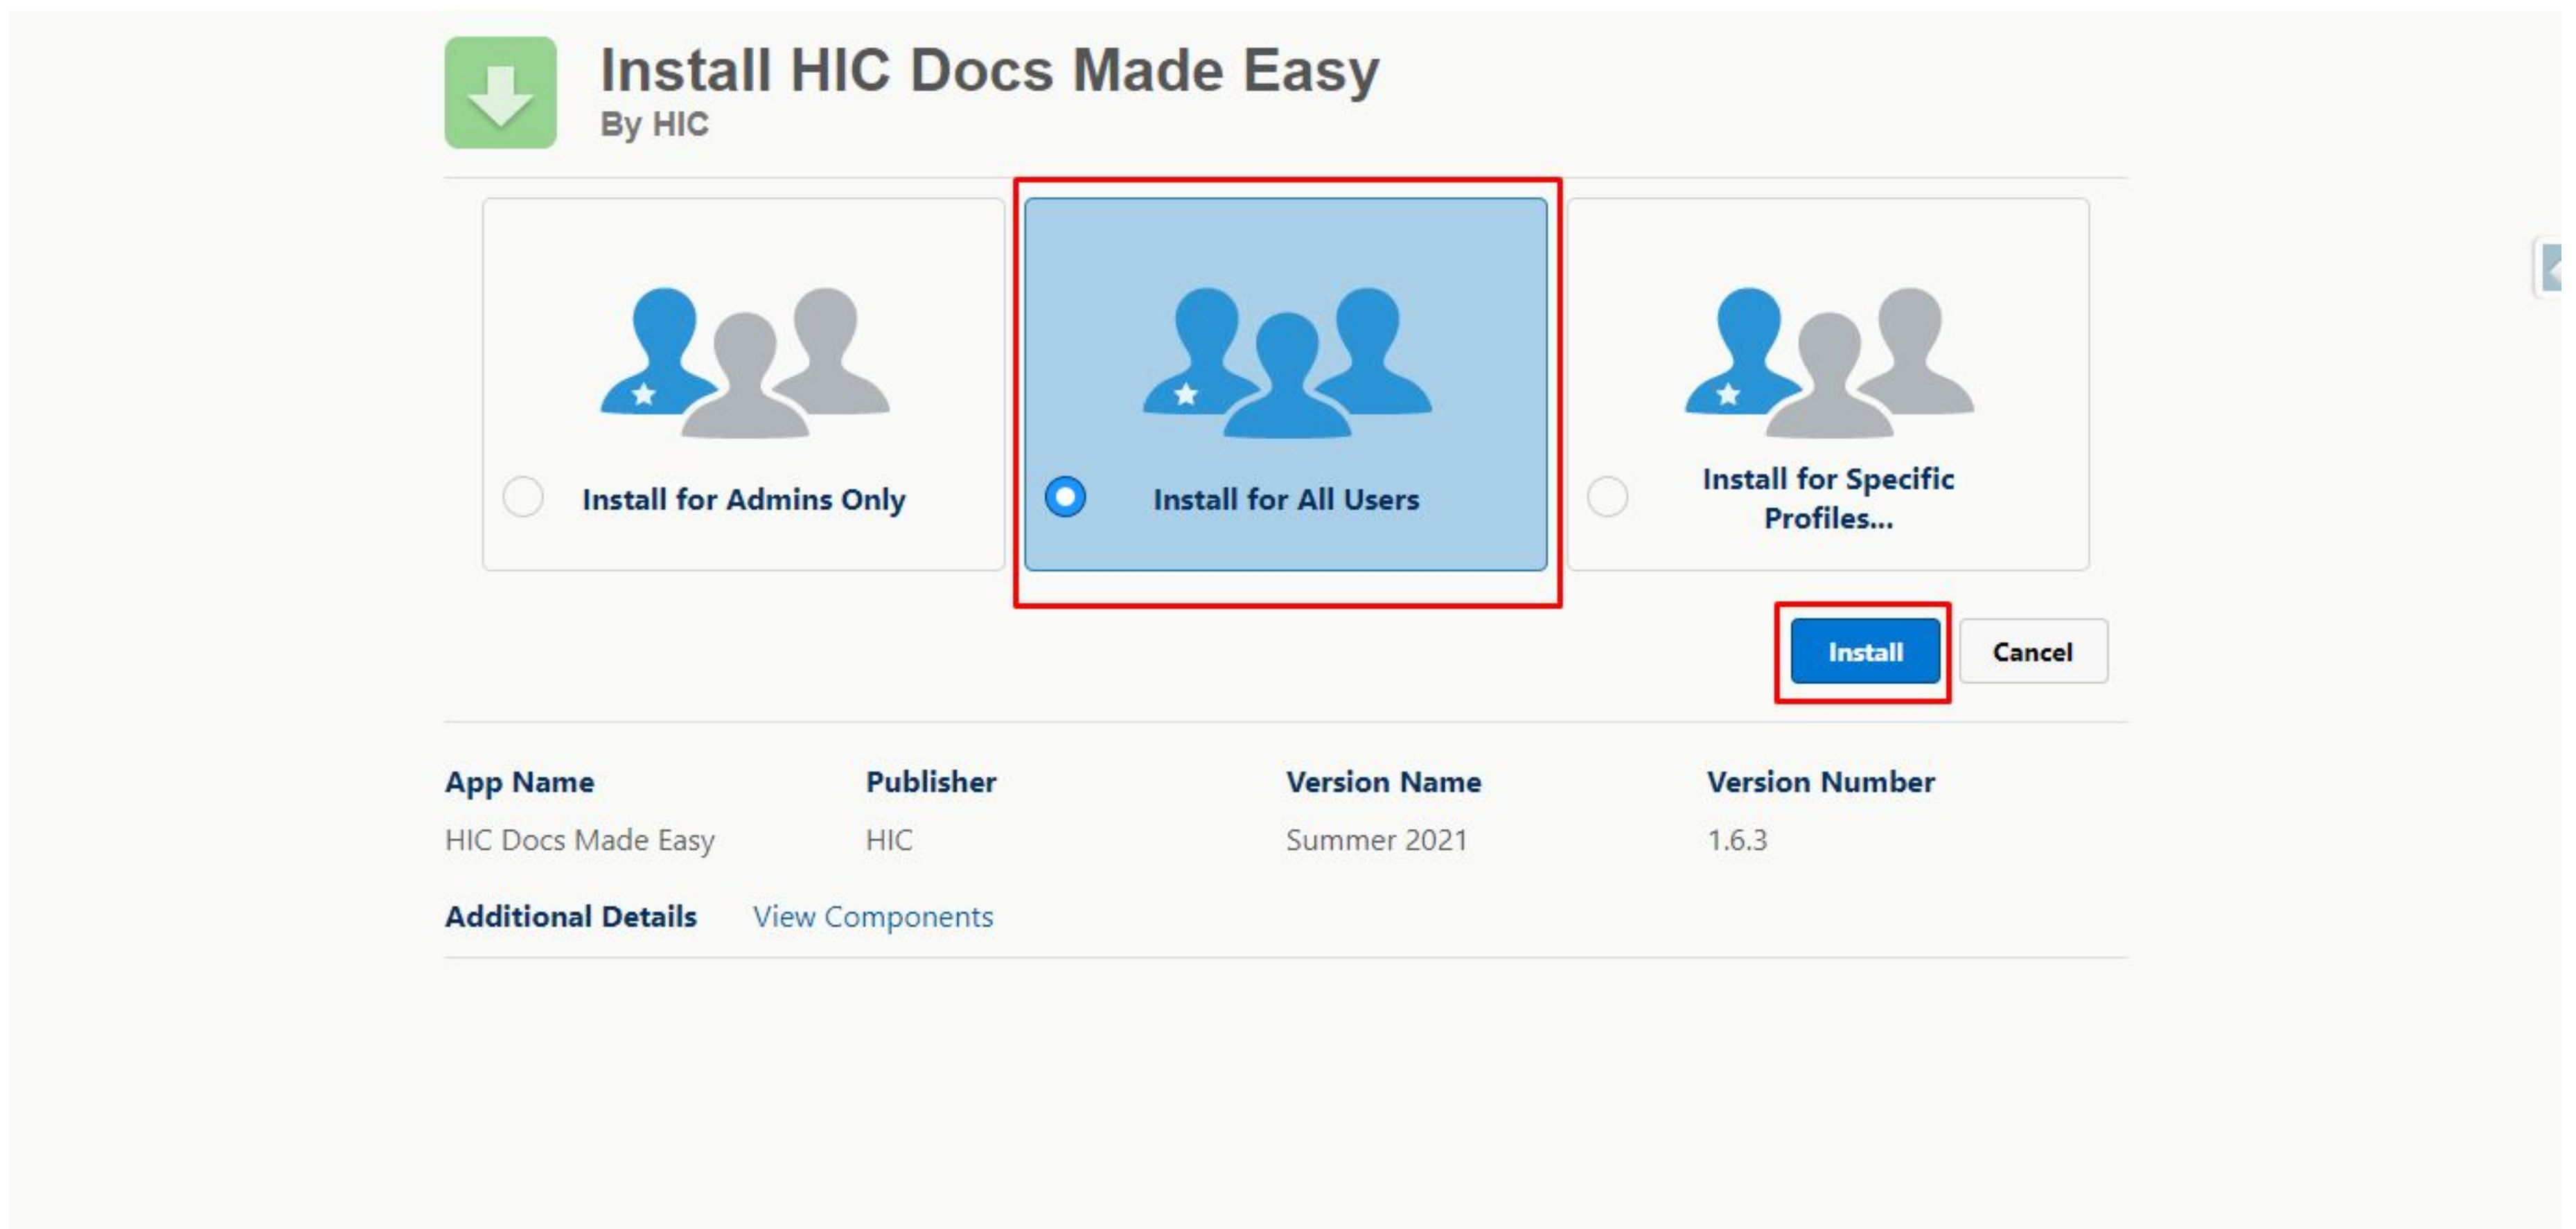 Install HIC Docs Made Easy
By HIC
Install for Admins Only
Install for All Users
Install for Specific
Profiles...
Install
Cancel
App Name
Publisher
Version Name
Version Number
HIC Docs Made Easy
HIC
Summer 2021
1.6.3
Additional Details
View Components